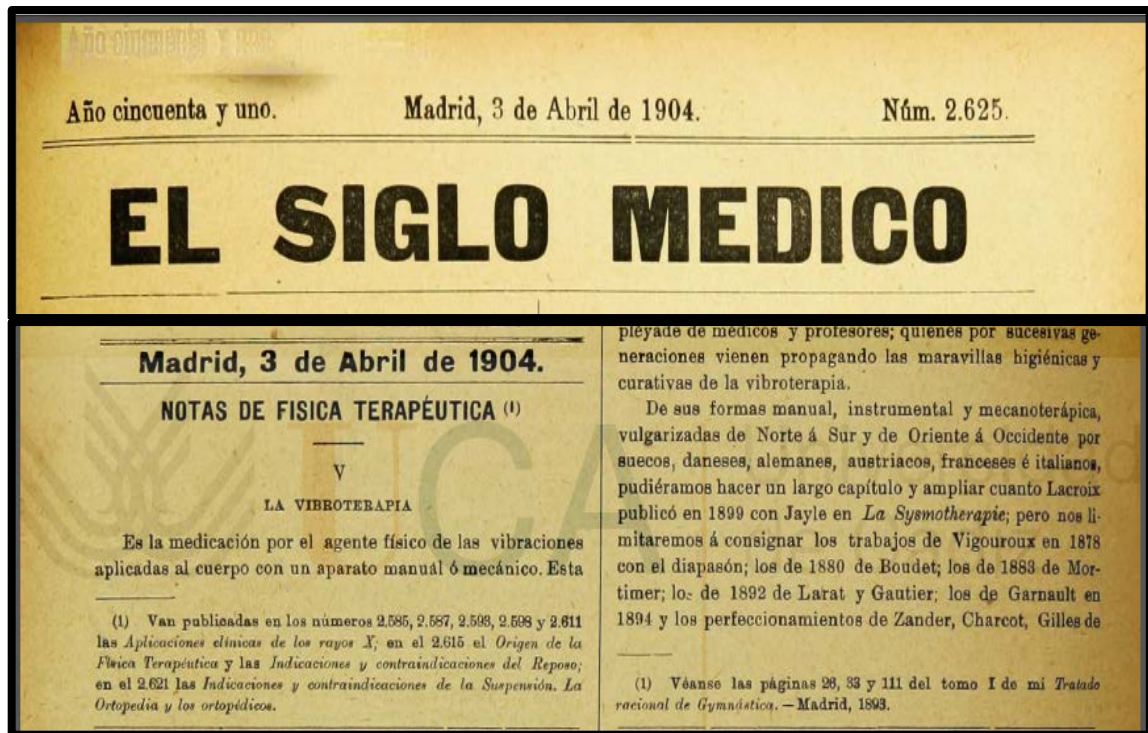 Año cincuenta y uno. Madrid, 3 de Abril de 1904. Núm. 2.625.
EL SIGLO MEDICO
Madrid, 3 de Abril de 1904.
NOTAS DE FISICA TERAPÉUTICA (1)
V
LA VIBROTERAPIA
Es la medicación por el agente físico de las vibraciones
aplicadas al cuerpo con un aparato manuál ó mecánico. Esta
(1) Van publicadas en los números 2.585, 2.587, 2.593, 2.598 y 2.611
las Aplicaciones clínicas de los rayos X; en el 2.615 el Origen de la
Física Terapéutica y las Indicaciones y contraindicaciones del Reposo;
en el 2.621 las Indicaciones y contraindicaciones de la Suspensión. La
Ortopedia y los ortopédicos.
pléyade de médicos y profesores; quienes por sucesivas ge-
neraciones vienen propagando las maravillas higiénicas y
curativas de la vibroterapia.
De sus formas manual, instrumental y mecanoterápica,
vulgarizadas de Norte á Sur y de Oriente á Occidente por
suecos, daneses, alemanes, austriacos, franceses é italianos,
pudiéramos hacer un largo capítulo y ampliar cuanto Lacroix
publicó en 1899 con Jayle en La Sysmotherapie; pero nos li-
mitaremos á consignar los trabajos de Vigouroux en 1878
con el diapasón; los de 1880 de Boudet; los de 1883 de Mor-
timer; los de 1892 de Larat y Gautier; los de Garnault en
1894 y los perfeccionamientos de Zander, Charcot, Gilles de
(1) Véanse las páginas 26, 33 y 111 del tomo I de mi Tratado
racional de Gymnástica. — Madrid, 1893.